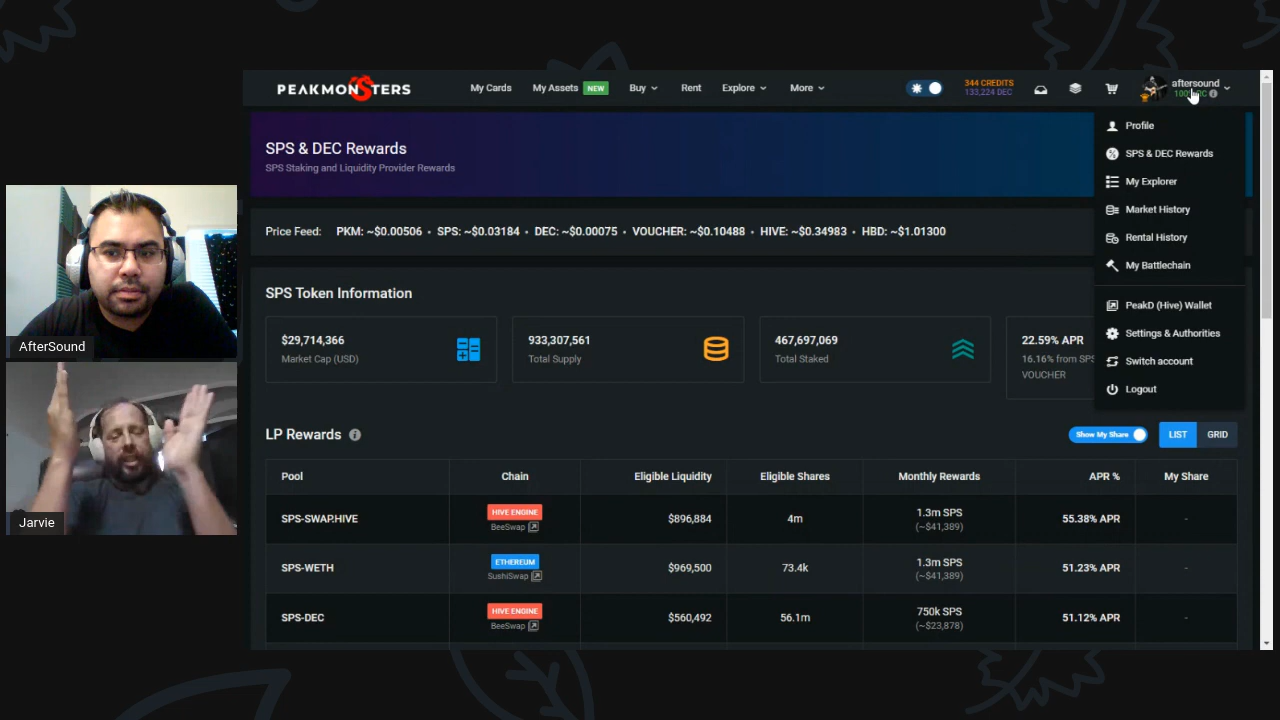 PEAKMONSTERS
My Cards
My Assets NEW
Buy
Rent
Explore
More
344 CREDITS
133,224 DEC
aftersound
SPS & DEC Rewards
SPS Staking and Liquidity Provider Rewards
Profile
SPS & DEC Rewards
My Explorer
Market History
Rental History
My Battlechain
PeakD (Hive) Wallet
Settings & Authorities
Switch account
Logout
Price Feed: PKM: ~$0.00506 • SPS: ~$0.03184 • DEC: ~$0.00075 • VOUCHER: ~$0.10488 • HIVE: ~$0.34983 • HBD: ~$1.01300
SPS Token Information
$29,714,366
Market Cap (USD)
933,307,561
Total Supply
467,697,069
Total Staked
22.59% APR
16.16% from SPS
VOUCHER
AfterSound
Jarvie
LP Rewards
Show My Share
LIST
GRID
Pool Chain Eligible Liquidity Eligible Shares Monthly Rewards APR % My Share
SPS-SWAP.HIVE HIVE ENGINE BeeSwap $896,884 4m 1.3m SPS (~$41,389) 55.38% APR -
SPS-WETH ETHEREUM SushiSwap $969,500 73.4k 1.3m SPS (~$41,389) 51.23% APR -
SPS-DEC HIVE ENGINE BeeSwap $560,492 56.1m 750k SPS (~$23,878) 51.12% APR -